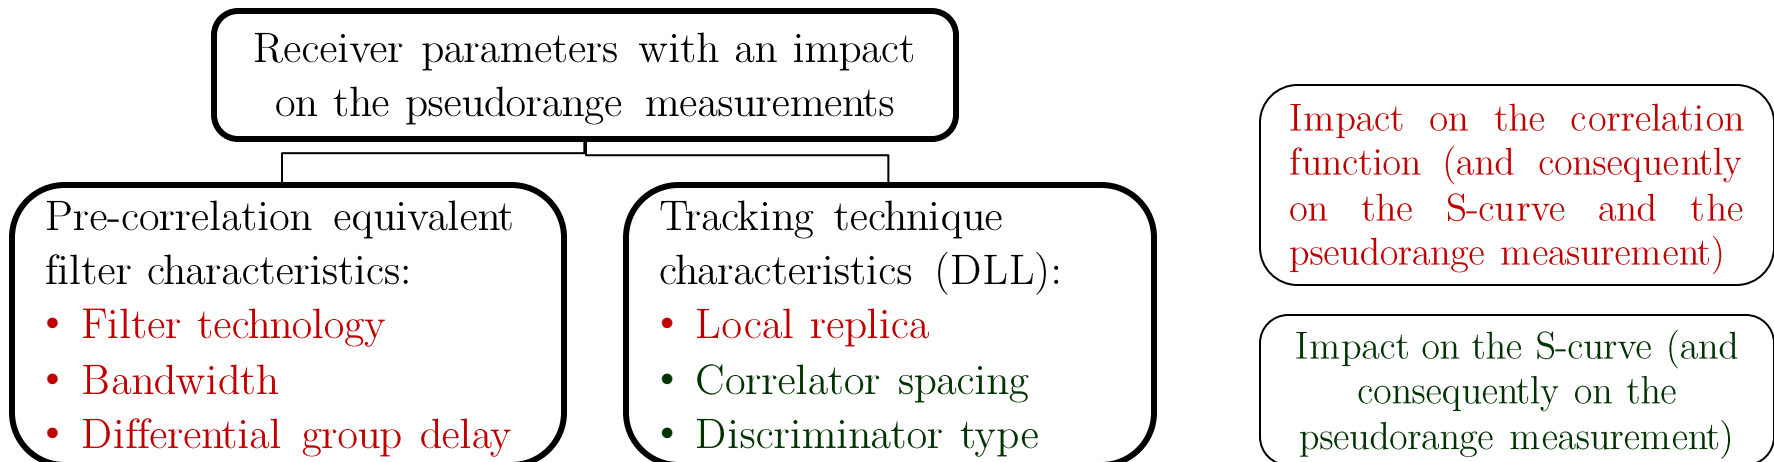 Receiver parameters with an impact
on the pseudorange measurements
Pre-correlation equivalent
filter characteristics:
• Filter technology
• Bandwidth
• Differential group delay
Tracking technique
characteristics (DLL):
• Local replica
• Correlator spacing
• Discriminator type
Impact on the correlation
function (and consequently
on the S-curve and the
pseudorange measurement)
Impact on the S-curve (and
consequently on the
pseudorange measurement)